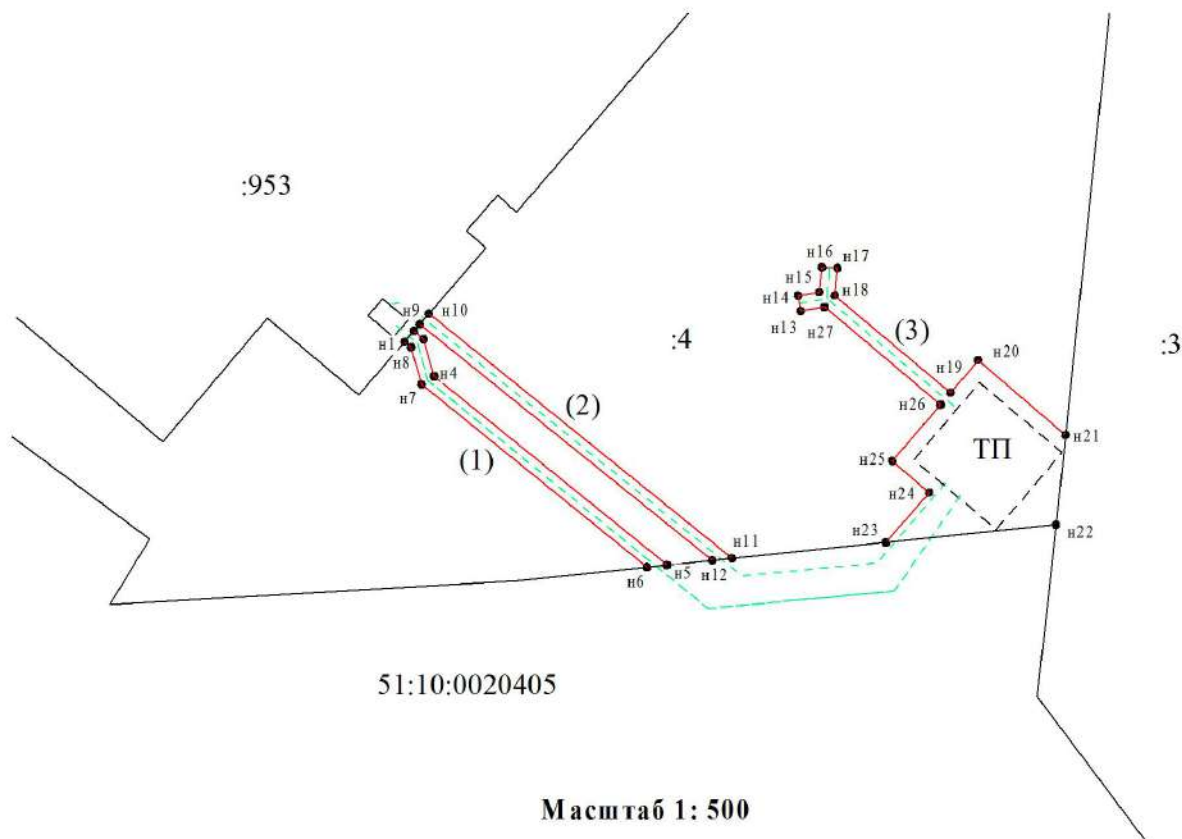 :953
н16
н17
н15
н14
н18
н13
н27
н10
н9
(3)
:4
:3
н1
н8
н20
н19
н4
н7
(2)
н26
н21
ТП
н25
(1)
н24
н22
н23
н11
н12
н5
н6
51:10:0020405
Масштаб 1: 500